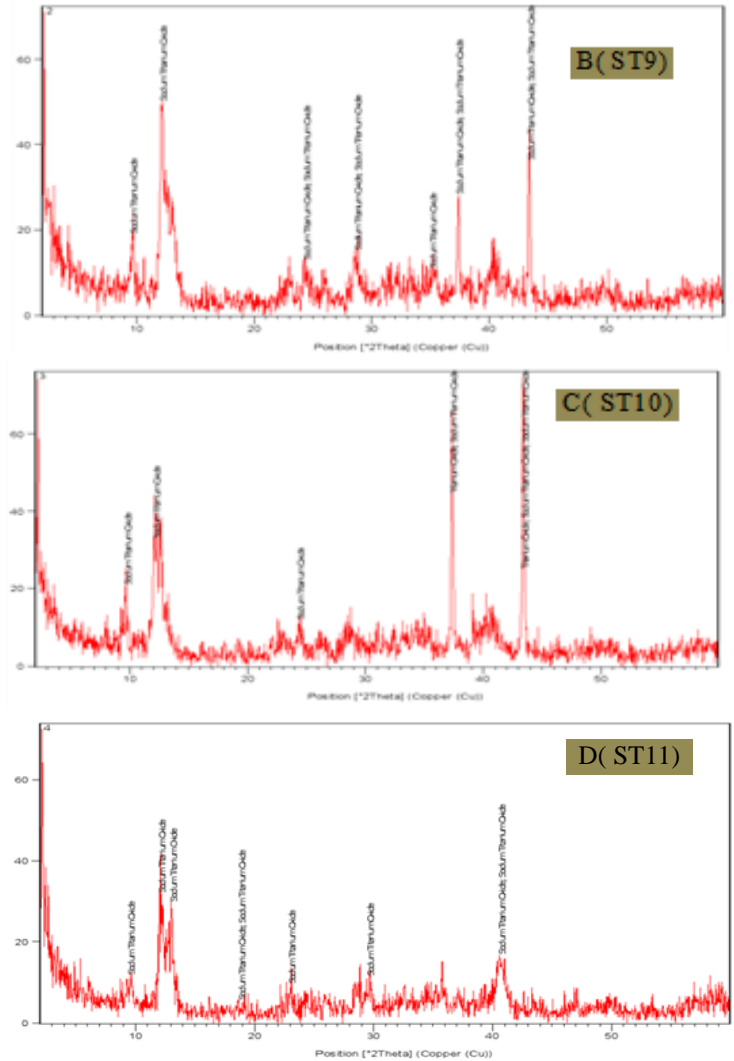 2
B( ST9)
60
40
20
0
Sodium Titanium Oxide
Sodium Titanium Oxide
Sodium Titanium Oxide; Sodium Titanium Oxide
Sodium Titanium Oxide; Sodium Titanium Oxide
Sodium Titanium Oxide
Sodium Titanium Oxide; Sodium Titanium Oxide
Sodium Titanium Oxide; Sodium Titanium Oxide
10 20 30 40 50
Position [°2Theta] (Copper (Cu))
3
C( ST10)
60
40
20
0
Sodium Titanium Oxide
Sodium Titanium Oxide
Sodium Titanium Oxide
Titanium Oxide; Sodium Titanium Oxide
Titanium Oxide; Sodium Titanium Oxide; Sodium Titanium Oxide
10 20 30 40 50
Position [°2Theta] (Copper (Cu))
4
D( ST11)
60
40
20
0
Sodium Titanium Oxide
Sodium Titanium Oxide
Sodium Titanium Oxide
Sodium Titanium Oxide; Sodium Titanium Oxide
Sodium Titanium Oxide
Sodium Titanium Oxide
Sodium Titanium Oxide; Sodium Titanium Oxide
10 20 30 40 50
Position [°2Theta] (Copper (Cu))